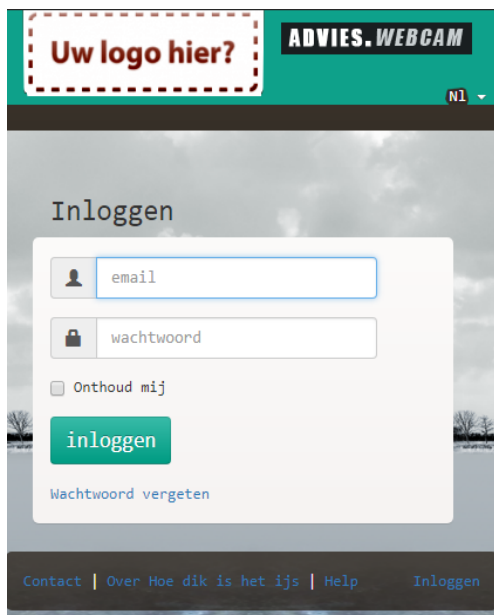 Uw logo hier?
ADVIES.WEBCAM
Nl
Inloggen
email
wachtwoord
Onthoud mij
inloggen
Wachtwoord vergeten
Contact | Over Hoe dik is het ijs | Help Inloggen